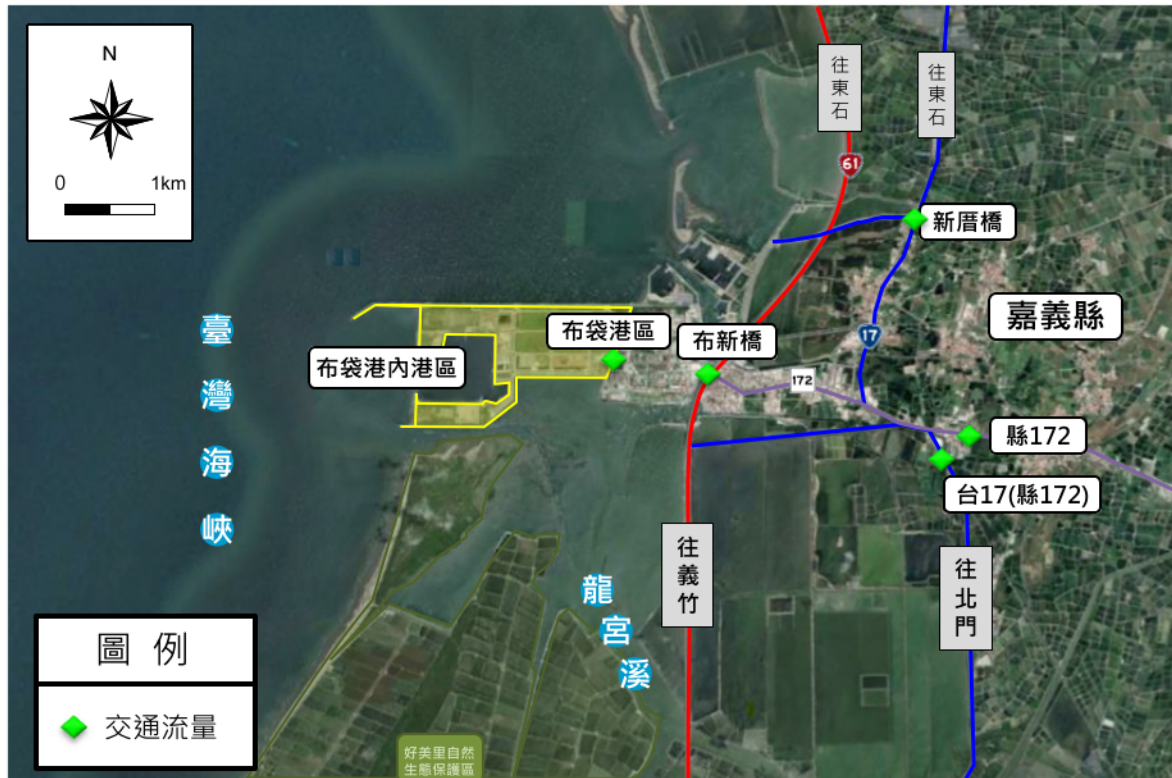 N
0 1km
往東石
往東石
61
新厝橋
嘉義縣
布袋港區
布新橋
17
布袋港內港區
172
縣172
台17(縣172)
臺灣海峽
往義竹
往北門
龍宮溪
圖 例
交通流量
好美里自然
生態保護區